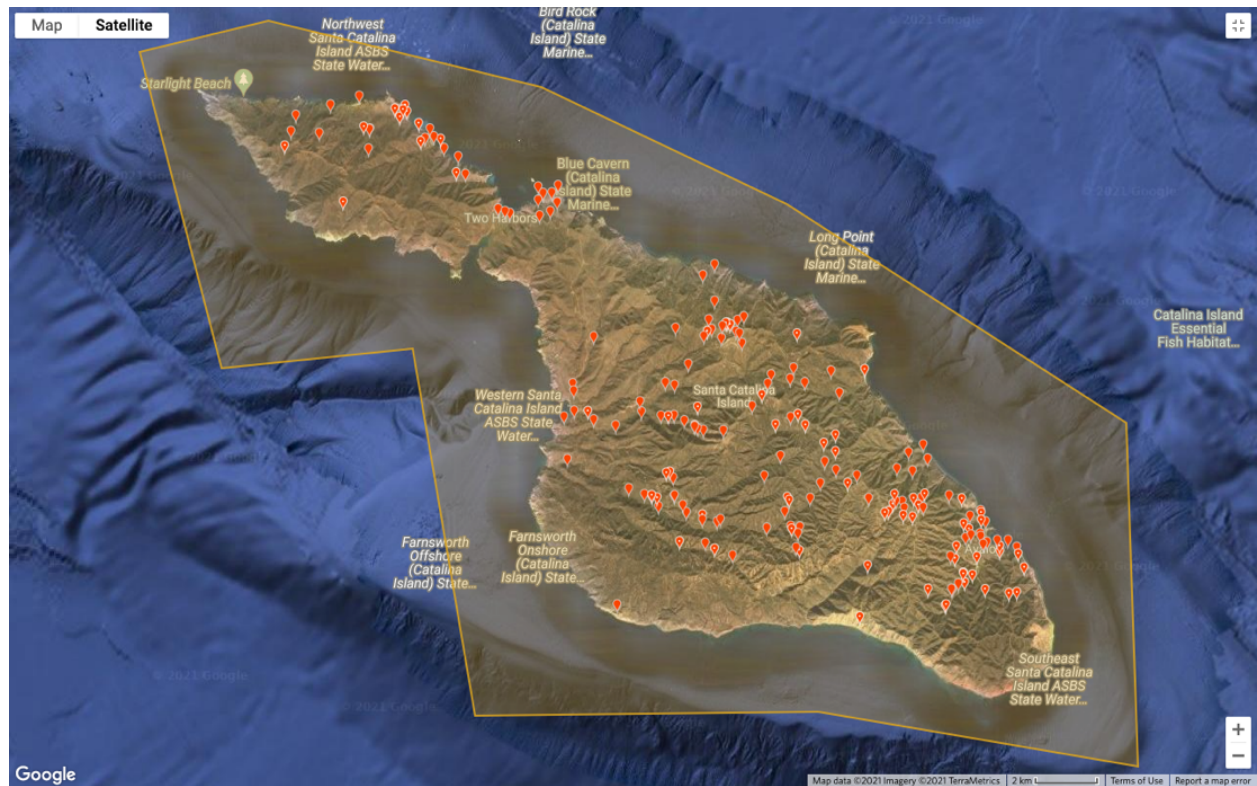 Map
Satellite
Northwest
Santa Catalina
Island ASBS
State Water...
Bird Rock
(Catalina
Island) State
Marine...
© 2021 Google
Starlight Beach
Blue Cavern
(Catalina
Island) State
Marine...
Two Harbors
Long Point
(Catalina
Island) State
Marine...
Catalina Island
Essential
Fish Habitat...
Western Santa
Catalina Island
ASBS State
Water...
Santa Catalina
Island
Farnsworth
Offshore
(Catalina
Island) State...
Farnsworth
Onshore
(Catalina
Island) State...
Avalon
Southeast
Santa Catalina
Island ASBS
State Water...
© 2021 Google
Google
Map data ©2021 Imagery ©2021 TerraMetrics
2 km
Terms of Use
Report a map error